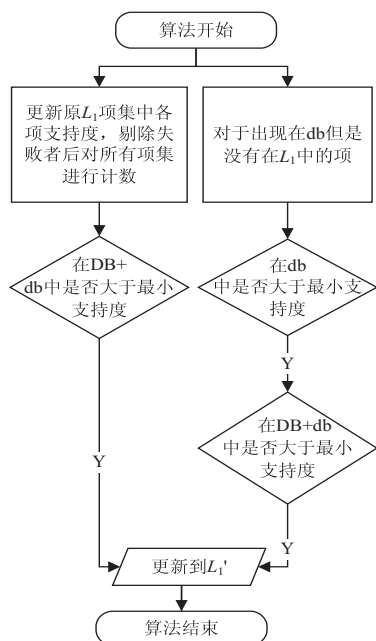 算法开始
更新原L₁项集中各
项支持度，剔除失
败者后对所有项集
进行计数
对于出现在db但是
没有在L₁中的项
在DB+
db中是否大于最小
支持度
在db
中是否大于最小支
持度
Y
在DB+db
中是否大于最小
支持度
Y
Y
更新到L₁'
算法结束